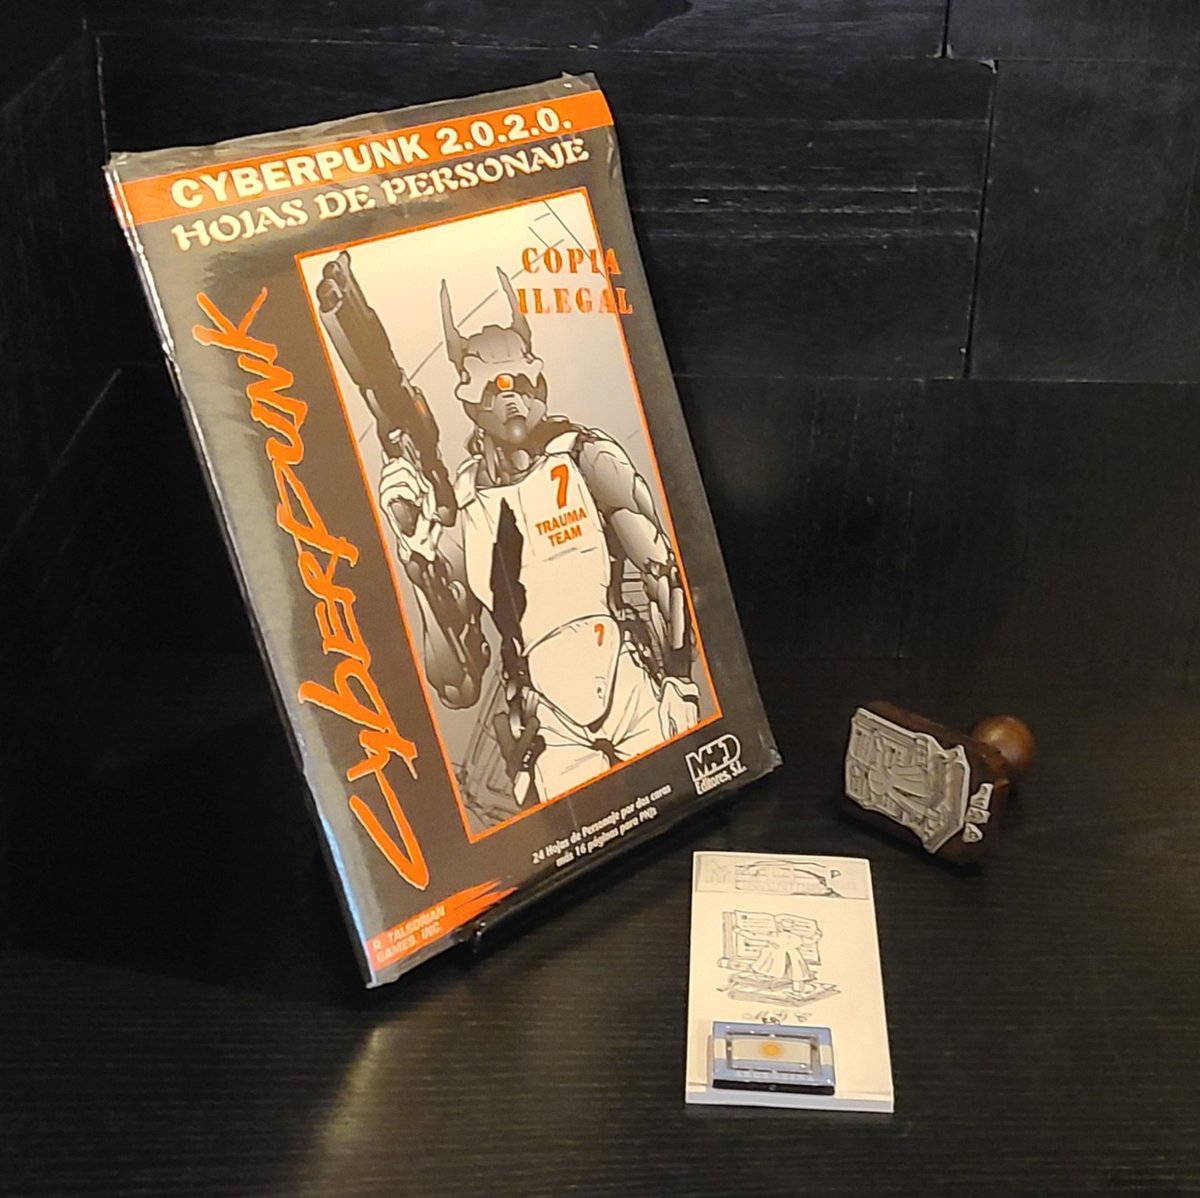 CYBERPUNK 2.0.2.0.
HOJAS DE PERSONAJE
COPIA
ILEGAL
CYBERPUNK
7
TRAUMA
TEAM
7
M+D
Editores, S.L.
24 Hojas de Personaje por dos caras
más 16 páginas para PNJs
R. TALSORIAN
GAMES, INC.